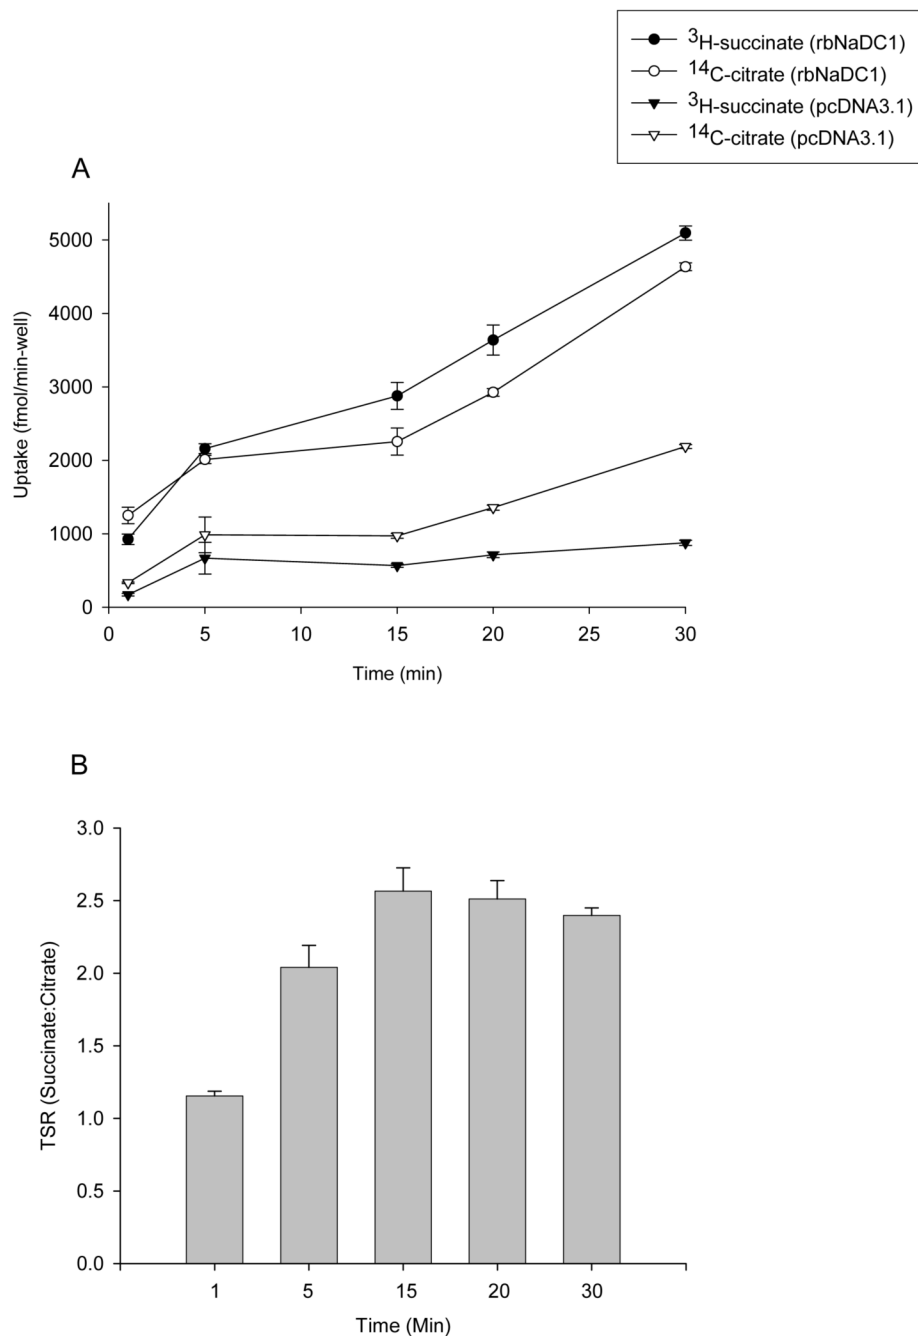 ³H-succinate (rbNaDC1)
¹⁴C-citrate (rbNaDC1)
³H-succinate (pcDNA3.1)
¹⁴C-citrate (pcDNA3.1)
A
Uptake (fmol/min-well)
5000
4000
3000
2000
1000
0
0 5 10 15 20 25 30
Time (min)
B
TSR (Succinate:Citrate)
3.0
2.5
2.0
1.5
1.0
0.5
0.0
1 5 15 20 30
Time (Min)